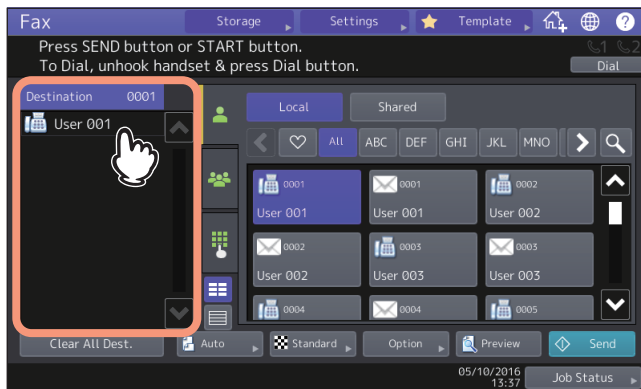 Fax
Storage
Settings
Template
?
Press SEND button or START button.
To Dial, unhook handset & press Dial button.
1
2
Dial
Destination 0001
User 001
Local
Shared
All
ABC
DEF
GHI
JKL
MNO
0001
User 001
0001
User 001
0002
User 002
0002
User 002
0003
User 003
0003
User 003
0004
0004
0005
Clear All Dest.
Auto
Standard
Option
Preview
Send
05/10/2016
13:37
Job Status